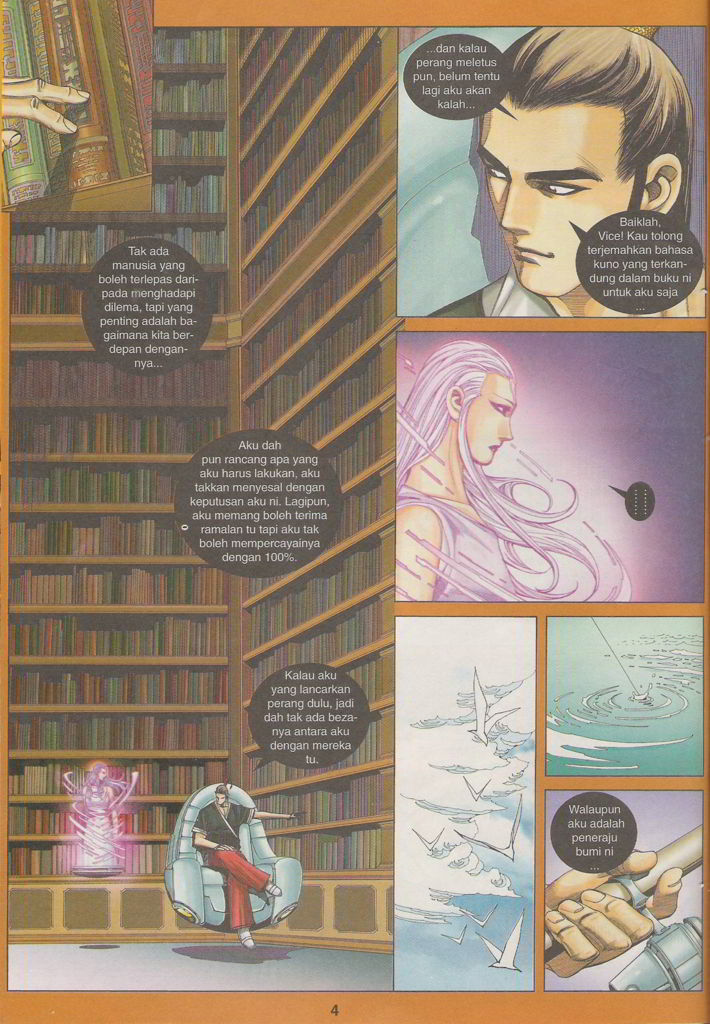 Tak ada
manusia yang
boleh terlepas dari-
pada menghadapi
dilema, tapi yang
penting adalah ba-
gaimana kita ber-
depan dengan-
nya...
Aku dah
pun rancang apa yang
aku harus lakukan, aku
takkan menyesal dengan
keputusan aku ni. Lagipun,
aku memang boleh terima
ramalan tu tapi aku tak
boleh mempercayainya
dengan 100%.
Kalau aku
yang lancarkan
perang dulu, jadi
dah tak ada beza-
nya antara aku
dengan mereka
tu.
...dan kalau
perang meletus
pun, belum tentu
lagi aku akan
kalah...
Baiklah,
Vice! Kau tolong
terjemahkan bahasa
kuno yang terkan-
dung dalam buku ni
untuk aku saja
...
......
Walaupun
aku adalah
peneraju
bumi ni
...
4